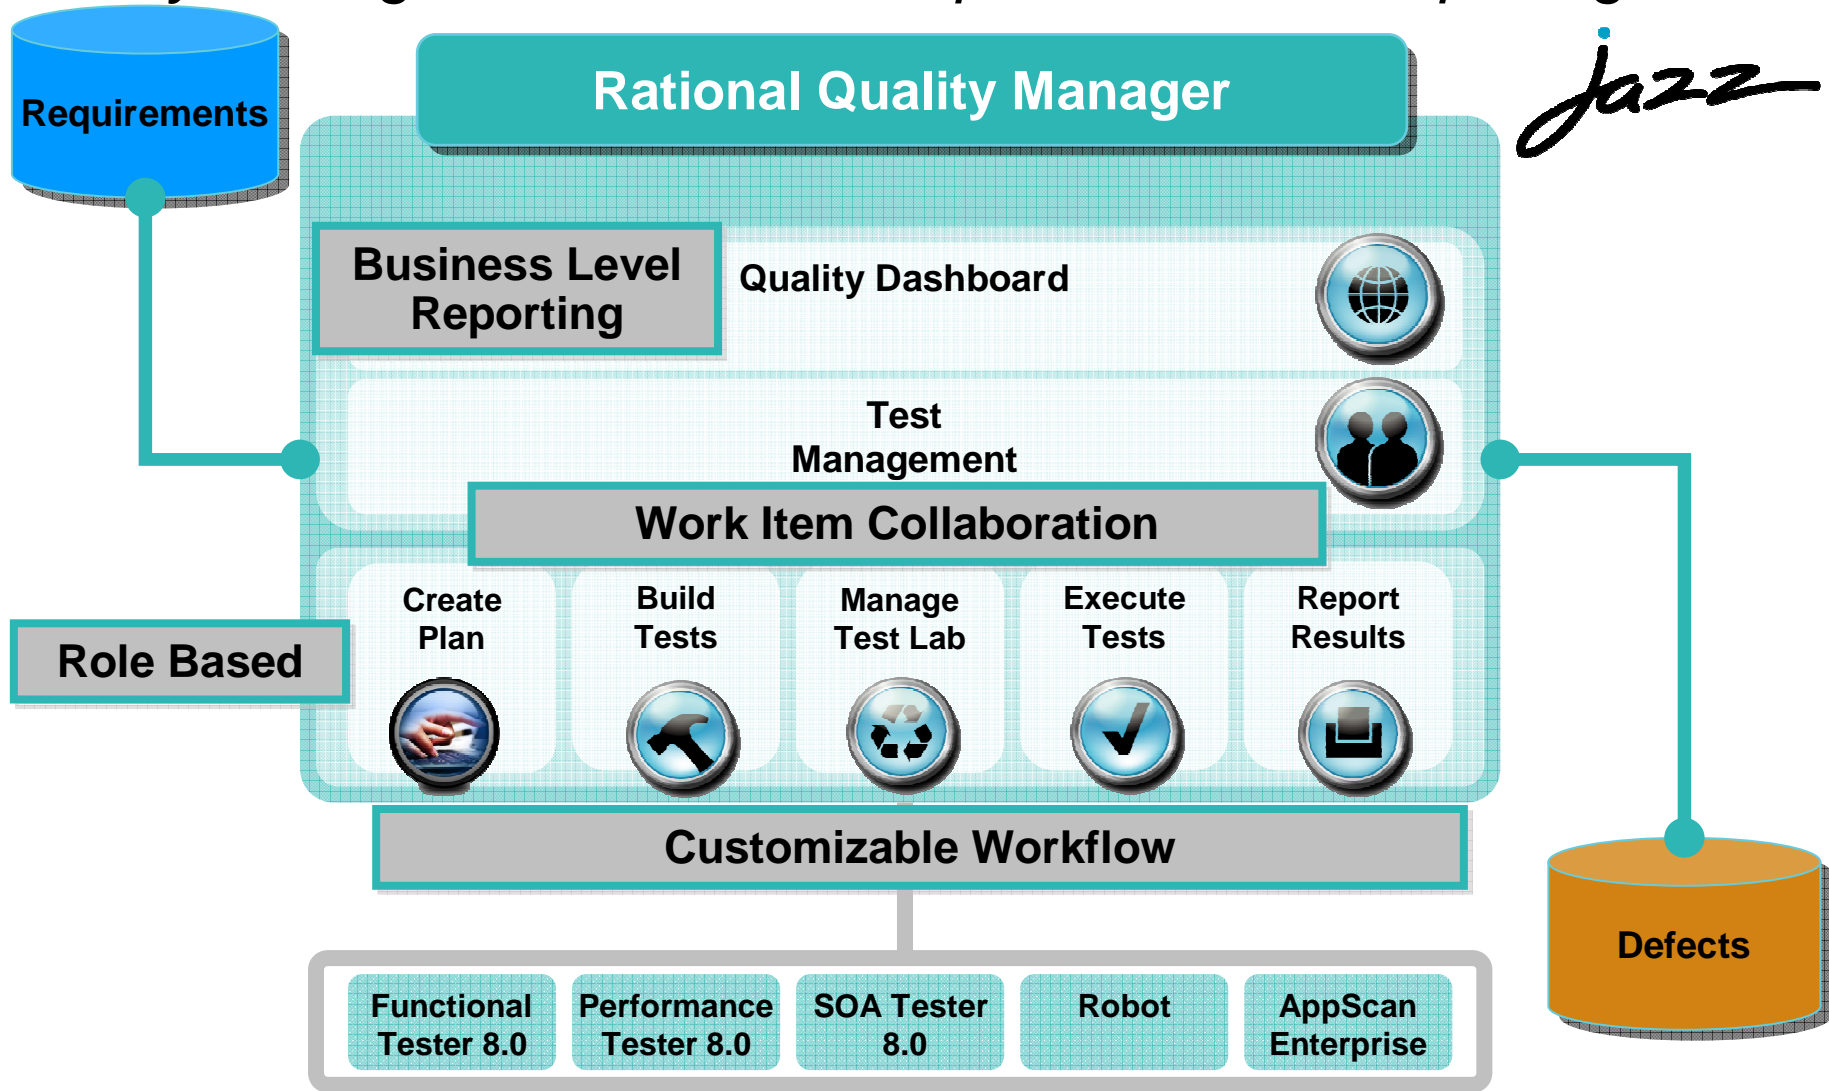 Rational Quality Manager
jazz
Requirements
Business Level
Reporting
Quality Dashboard
Test
Management
Work Item Collaboration
Create
Plan
Build
Tests
Manage
Test Lab
Execute
Tests
Report
Results
Role Based
Customizable Workflow
Defects
Functional
Tester 8.0
Performance
Tester 8.0
SOA Tester
8.0
Robot
AppScan
Enterprise